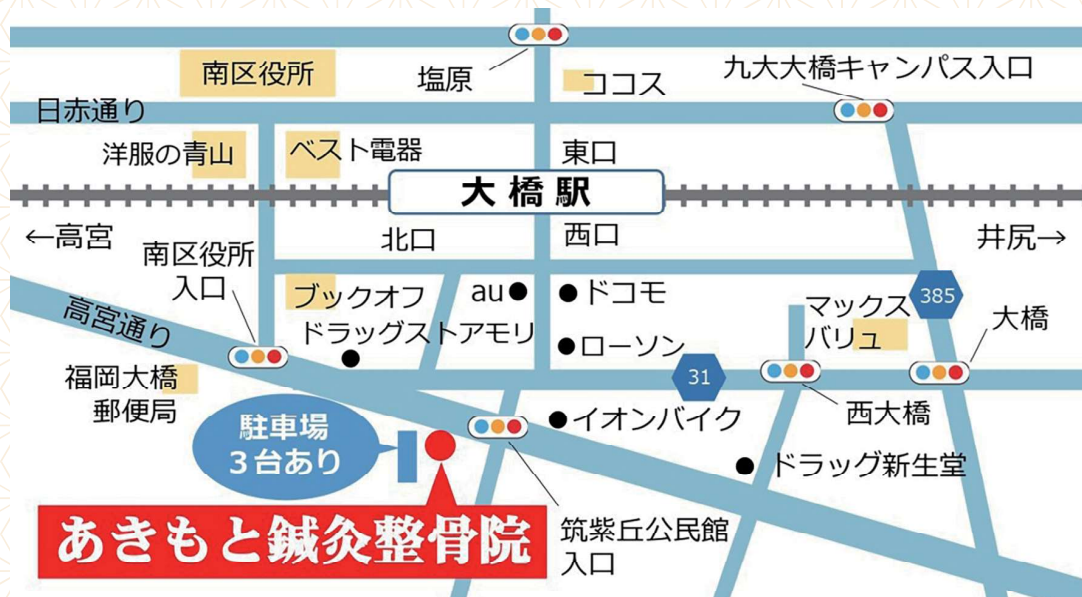 南区役所
塩原
ココス
九大大橋キャンパス入口
日赤通り
洋服の青山
ベスト電器
東口
大橋駅
←高宮
北口
西口
井尻→
南区役所
入口
ブックオフ
au
ドコモ
マックス
バリュ
385
大橋
高宮通り
ドラッグストアモリ
ローソン
31
福岡大橋
郵便局
駐車場
3台あり
イオンバイク
西大橋
ドラッグ新生堂
あきもと鍼灸整骨院
筑紫丘公民館
入口